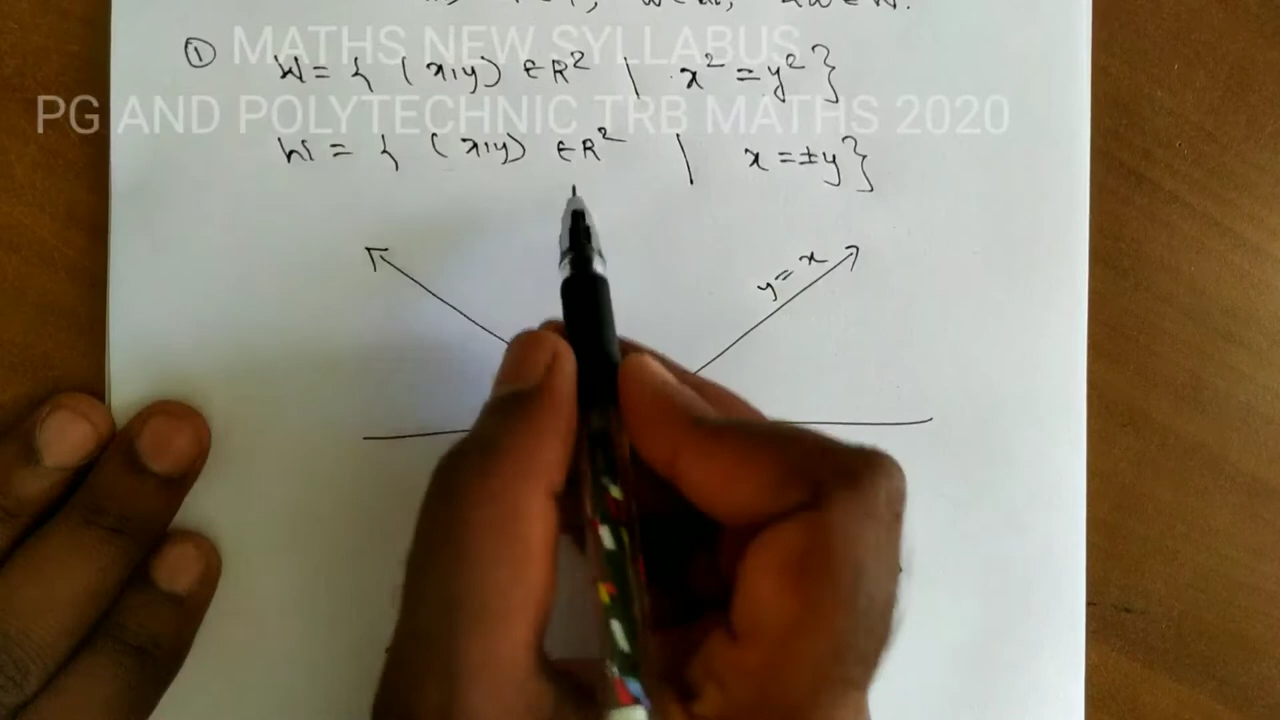 ① W = { (x,y) ∈ R² | x² = y² }
MATHS NEW SYLLABUS
PG AND POLYTECHNIC TRB MATHS 2020
W = { (x,y) ∈ R² | x = ±y }
y = x